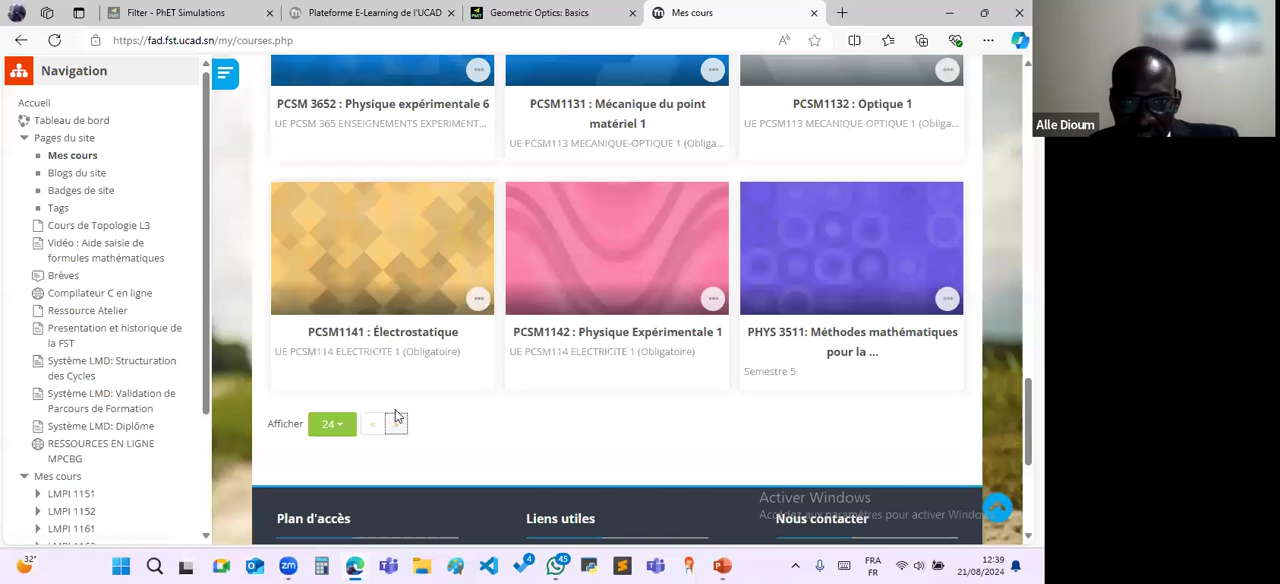 Filter - PhET Simulations
Plateforme E-Learning de l'UCAD
Geometric Optics: Basics
Mes cours
https://fad.fst.ucad.sn/my/courses.php
Navigation
Accueil
Tableau de bord
Pages du site
Mes cours
Blogs du site
Badges de site
Tags
Cours de Topologie L3
Vidéo : Aide saisie de
formules mathématiques
Brèves
Compilateur C en ligne
Ressource Atelier
Presentation et historique de
la FST
Système LMD: Structuration
des Cycles
Système LMD: Validation de
Parcours de Formation
Système LMD: Diplôme
RESSOURCES EN LIGNE
MPCBG
Mes cours
LMPI 1151
LMPI 1152
LMPI 1161
PCSM 3652 : Physique expérimentale 6
UE PCSM 365 ENSEIGNEMENTS EXPERIMENT...
PCSM1131 : Mécanique du point
matériel 1
UE PCSM113 MECANIQUE-OPTIQUE 1 (Obliga...
PCSM1132 : Optique 1
UE PCSM113 MECANIQUE-OPTIQUE 1 (Obliga...
PCSM1141 : Électrostatique
UE PCSM114 ELECTRICITE 1 (Obligatoire)
PCSM1142 : Physique Expérimentale 1
UE PCSM114 ELECTRICITE 1 (Obligatoire)
PHYS 3511: Méthodes mathématiques
pour la ...
Semestre 5
Afficher
24
« »
Activer Windows
Accédez aux paramètres pour activer Windows
Plan d'accès
Liens utiles
Nous contacter
Alle Dioum
32°
4
45
FRA
FR
12:39
21/08/2024